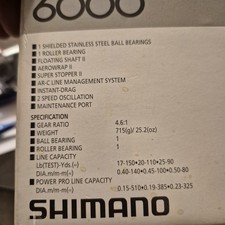 6000
■ 1 SHIELDED STAINLESS STEEL BALL BEARINGS
■ 1 ROLLER BEARING
■ FLOATING SHAFT II
■ AEROWRAP II
■ SUPER STOPPER II
■ AR-C LINE MANAGEMENT SYSTEM
■ INSTANT-DRAG
■ 2 SPEED OSCILLATION
■ MAINTENANCE PORT
SPECIFICATION
■ GEAR RATIO 4.6:1
■ WEIGHT 715(g)/ 25.2(oz)
■ BALL BEARING 1
■ ROLLER BEARING 1
■ LINE CAPACITY
Lb(TEST)-Yds.(≈) 17-150•20-110•25-90
DIA.m/m-m(≈) 0.40-140•0.45-100•0.50-80
■ POWER PRO LINE CAPACITY
DIA.m/m-m(≈) 0.15-510•0.19-385•0.23-325
SHIMANO